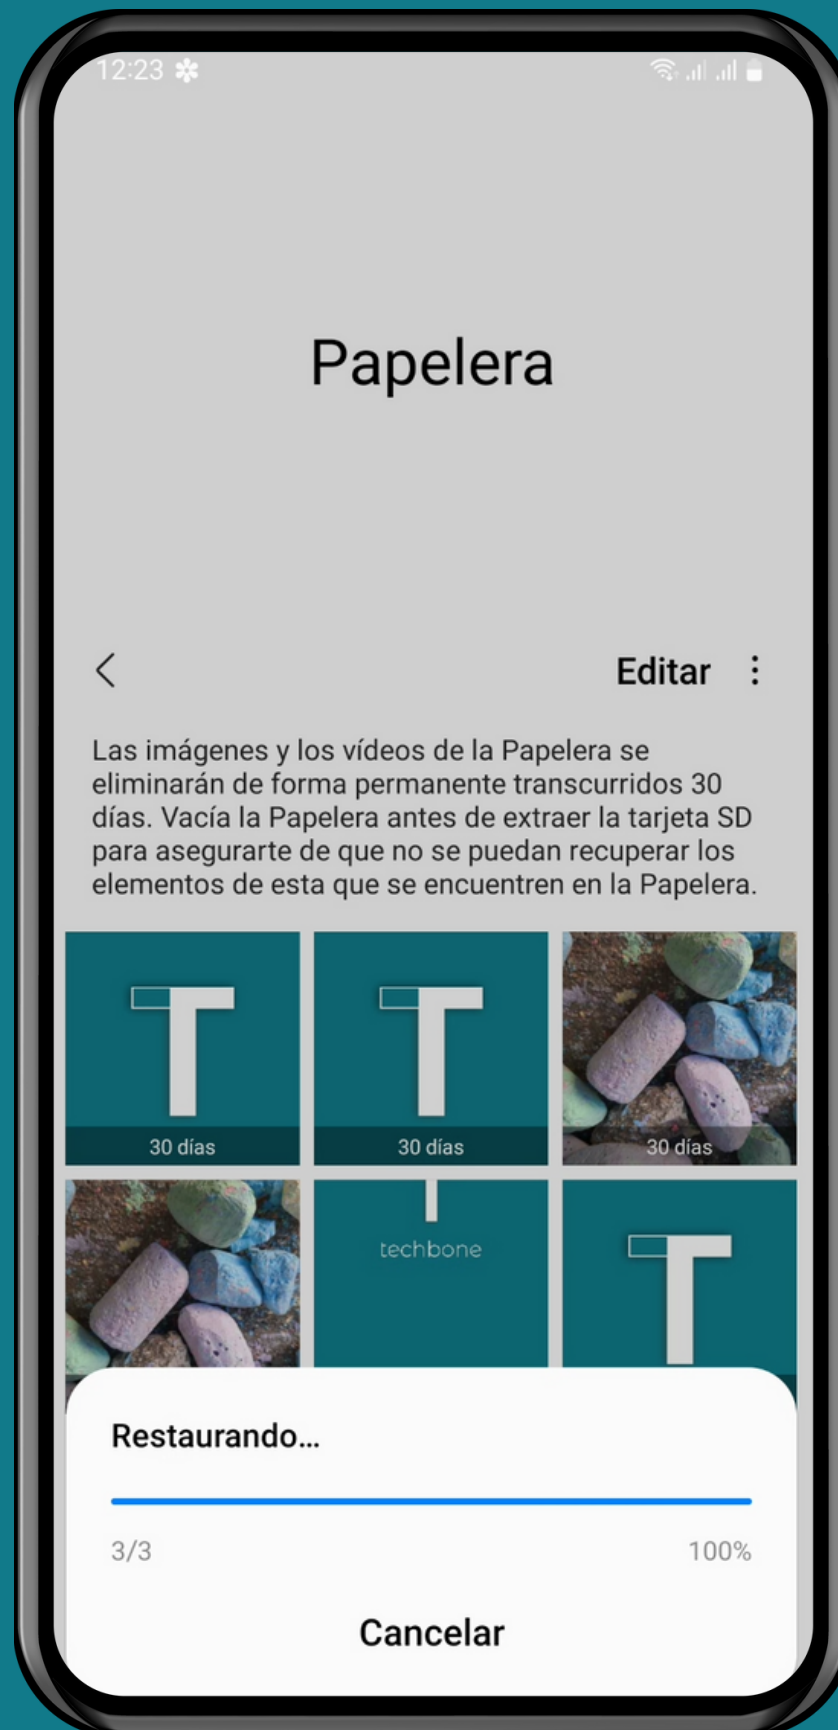 12:23
Papelera
Editar
Las imágenes y los vídeos de la Papelera se
eliminarán de forma permanente transcurridos 30
días. Vacía la Papelera antes de extraer la tarjeta SD
para asegurarte de que no se puedan recuperar los
elementos de esta que se encuentren en la Papelera.
T
T
30 días
30 días
30 días
techbone
T
Restaurando...
3/3
100%
Cancelar